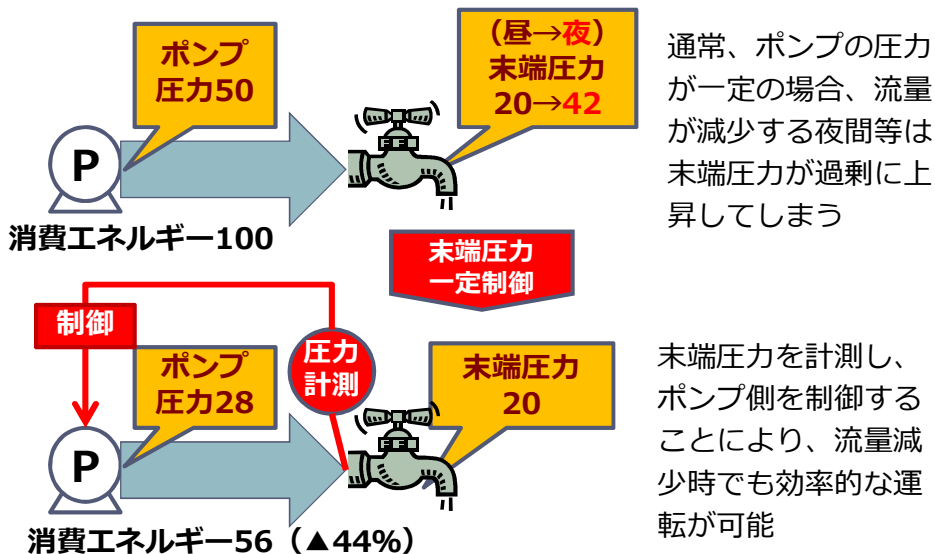 ポンプ
圧力50
(昼→夜)
末端圧力
20→42
通常、ポンプの圧力
が一定の場合、流量
が減少する夜間等は
末端圧力が過剰に上
昇してしまう
P
消費エネルギー100
末端圧力
一定制御
制御
圧力
計測
ポンプ
圧力28
末端圧力
20
末端圧力を計測し、
ポンプ側を制御する
ことにより、流量減
少時でも効率的な運
転が可能
P
消費エネルギー56（▲44%）